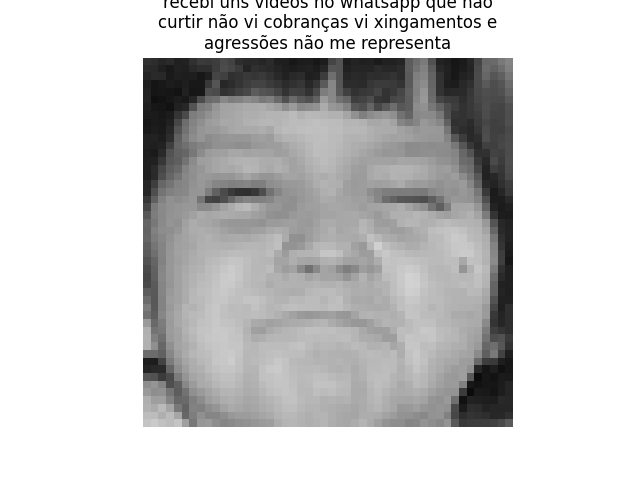 recebi uns vídeos no whatsapp que não
curtir não vi cobranças vi xingamentos e
agressões não me representa